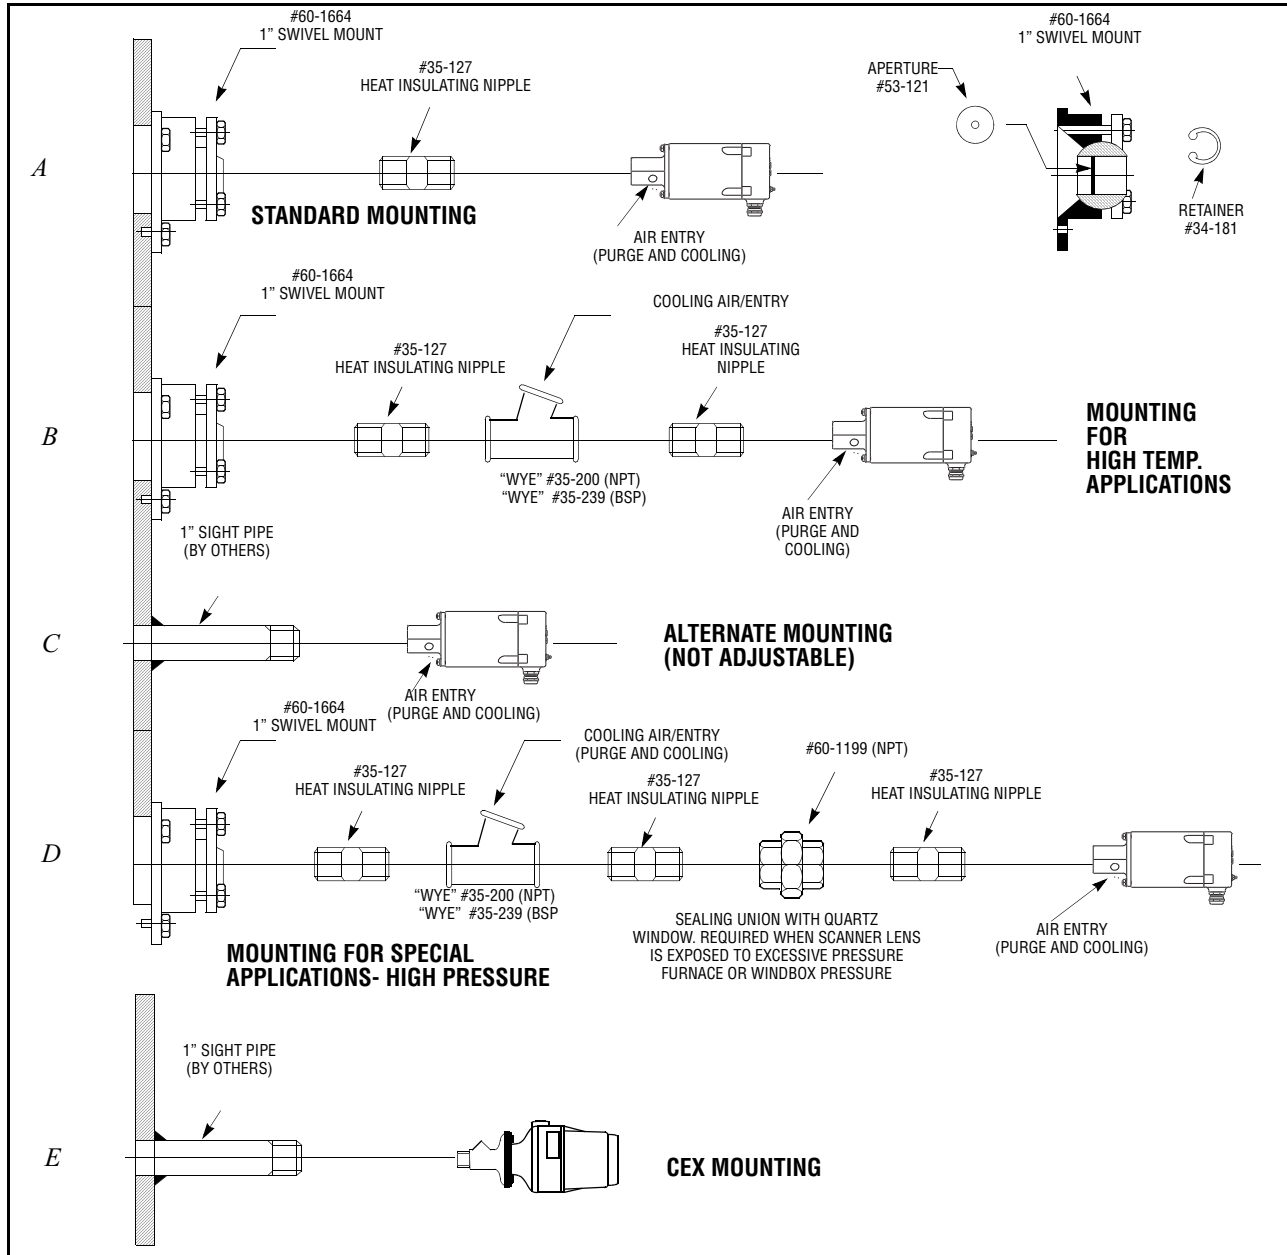 #60-1664
1” SWIVEL MOUNT
#35-127
HEAT INSULATING NIPPLE
APERTURE
#53-121
#60-1664
1” SWIVEL MOUNT
A
STANDARD MOUNTING
AIR ENTRY
(PURGE AND COOLING)
RETAINER
#34-181
#60-1664
1” SWIVEL MOUNT
COOLING AIR/ENTRY
#35-127
HEAT INSULATING NIPPLE
#35-127
HEAT INSULATING
NIPPLE
B
MOUNTING
FOR
HIGH TEMP.
APPLICATIONS
“WYE” #35-200 (NPT)
“WYE” #35-239 (BSP)
AIR ENTRY
(PURGE AND
COOLING)
1” SIGHT PIPE
(BY OTHERS)
C
ALTERNATE MOUNTING
(NOT ADJUSTABLE)
AIR ENTRY
(PURGE AND COOLING)
#60-1664
1” SWIVEL MOUNT
COOLING AIR/ENTRY
(PURGE AND COOLING)
#60-1199 (NPT)
#35-127
HEAT INSULATING NIPPLE
#35-127
HEAT INSULATING NIPPLE
#35-127
HEAT INSULATING NIPPLE
D
“WYE” #35-200 (NPT)
“WYE” #35-239 (BSP
SEALING UNION WITH QUARTZ
WINDOW. REQUIRED WHEN SCANNER LENS
IS EXPOSED TO EXCESSIVE PRESSURE
FURNACE OR WINDBOX PRESSURE
AIR ENTRY
(PURGE AND COOLING)
MOUNTING FOR SPECIAL
APPLICATIONS- HIGH PRESSURE
1” SIGHT PIPE
(BY OTHERS)
E
CEX MOUNTING